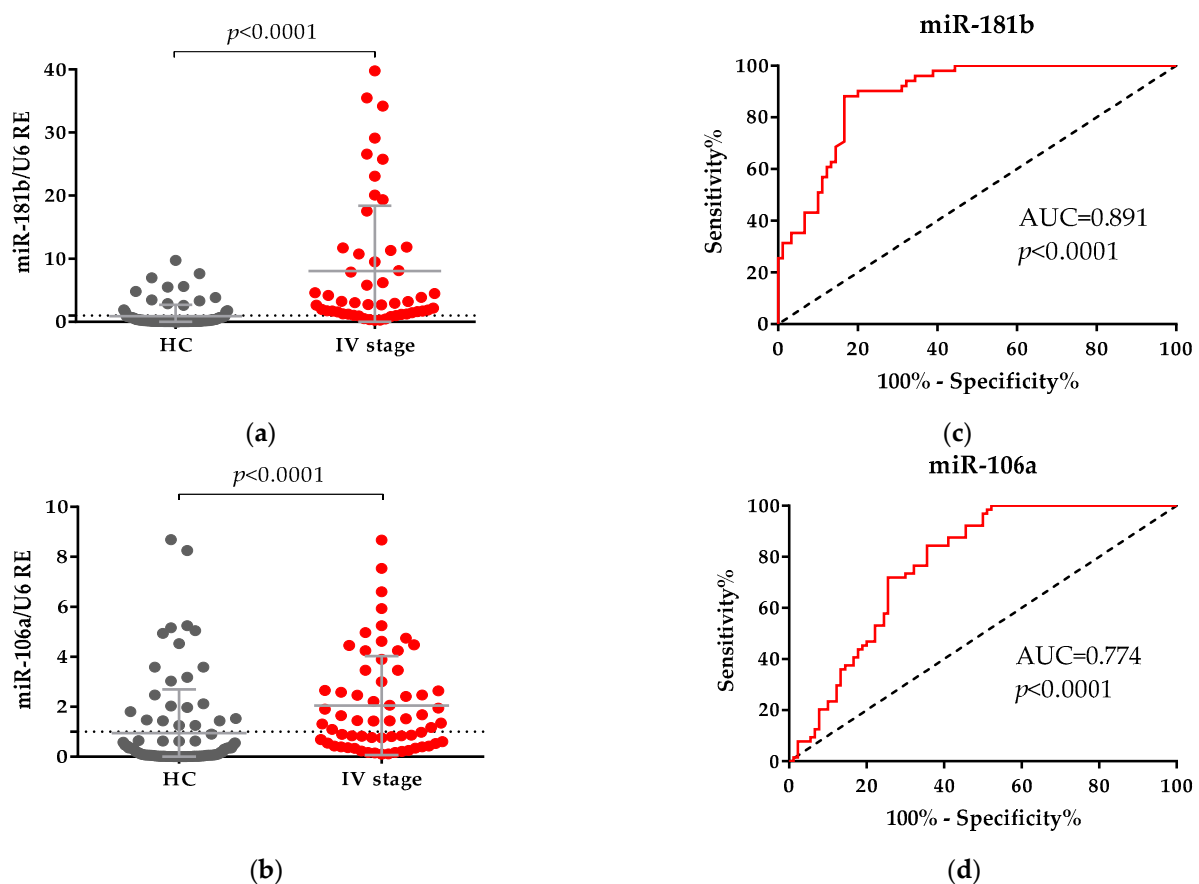 p<0.0001
miR-181b/U6 RE
40
30
20
10
0
HC
IV stage
(a)
miR-181b
Sensitivity%
100
80
60
40
20
0
AUC=0.891
p<0.0001
0
20
40
60
80
100
100% - Specificity%
(c)
p<0.0001
miR-106a/U6 RE
10
8
6
4
2
0
HC
IV stage
(b)
miR-106a
Sensitivity%
100
80
60
40
20
0
AUC=0.774
p<0.0001
0
20
40
60
80
100
100% - Specificity%
(d)